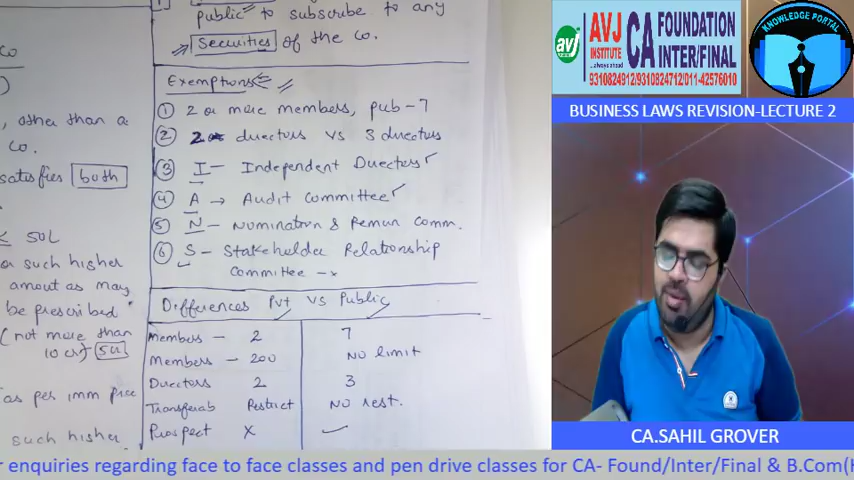 public to subscribe to any
Securities of the co.
Co
)
, other than a
co.
satisfies both
≤ 50L
or such higher
amount as may
be prescribed"
(not more than
10 cr) 50L
"as per imm prce
such higher
Exemptions
① 2 or more members, pub - 7
② 2 directors vs 3 directors
③ I - Independent Directors ✓
④ A → Audit Committee ✓
⑤ N - Nomination & Remun Comm.
⑥ S - Stakeholder Relationship
Committee - x
Differences Pvt vs Public
Members - 2 7
Members - 200 NO limit
Directors - 2 3
Transferab Restrict NO rest.
Prospect X ✓
avj
AVJ
INSTITUTE
...always ahead
CA FOUNDATION
INTER/FINAL
9310824912/9310824712/011-42576010
KNOWLEDGE PORTAL
BUSINESS LAWS REVISION-LECTURE 2
CA.SAHIL GROVER
r enquiries regarding face to face classes and pen drive classes for CA- Found/Inter/Final & B.Com(H